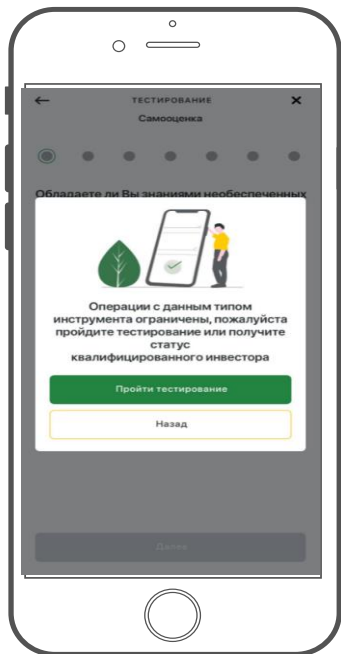 ТЕСТИРОВАНИЕ
Самооценка
Обладаете ли Вы знаниями необеспеченных
Операции с данным типом
инструмента ограничены, пожалуйста
пройдите тестирование или получите
статус
квалифицированного инвестора
Пройти тестирование
Назад
Далее